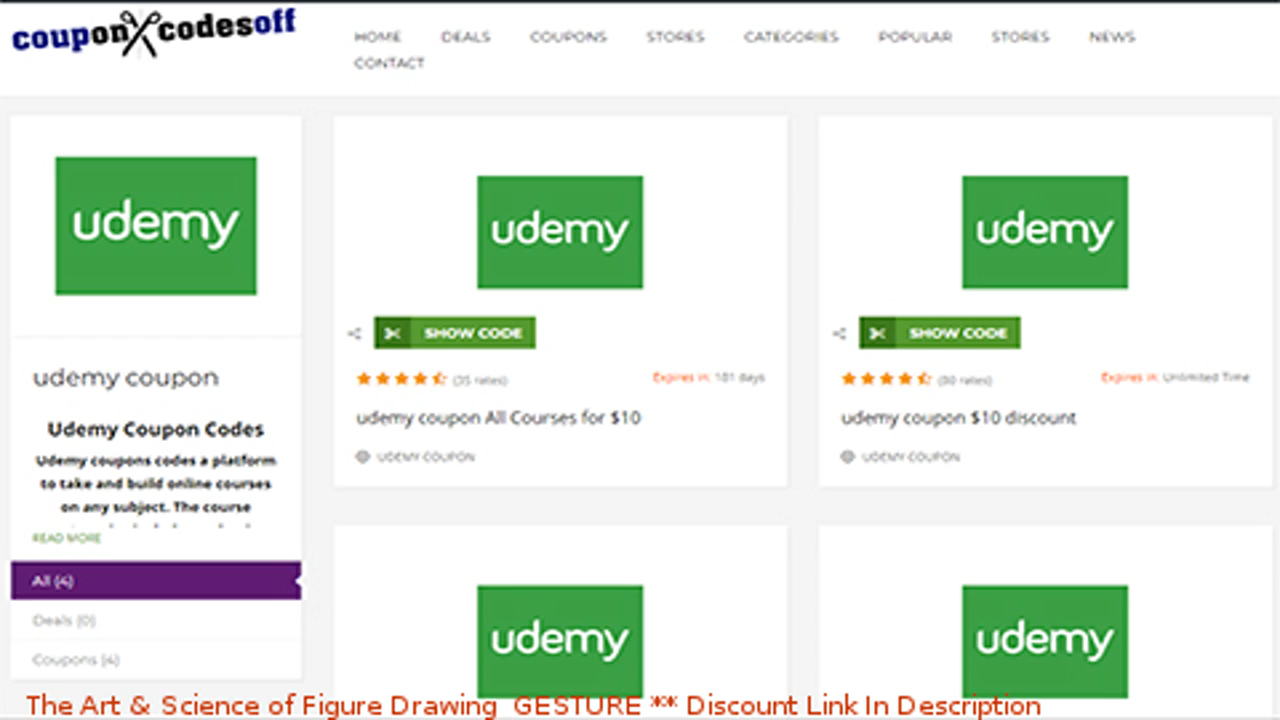 couponXcodesoff
HOME DEALS COUPONS STORES CATEGORIES POPULAR STORES NEWS
CONTACT
udemy
udemy coupon
Udemy Coupon Codes
Udemy coupons codes a platform
to take and build online courses
on any subject. The course
READ MORE
All (4)
Deals (0)
Coupons (4)
udemy
SHOW CODE
(35 rates) Expires in: 181 days
udemy coupon All Courses for $10
UDEMY COUPON
udemy
SHOW CODE
(80 rates) Expires in: Unlimited Time
udemy coupon $10 discount
UDEMY COUPON
udemy
udemy
The Art & Science of Figure Drawing GESTURE ** Discount Link In Description